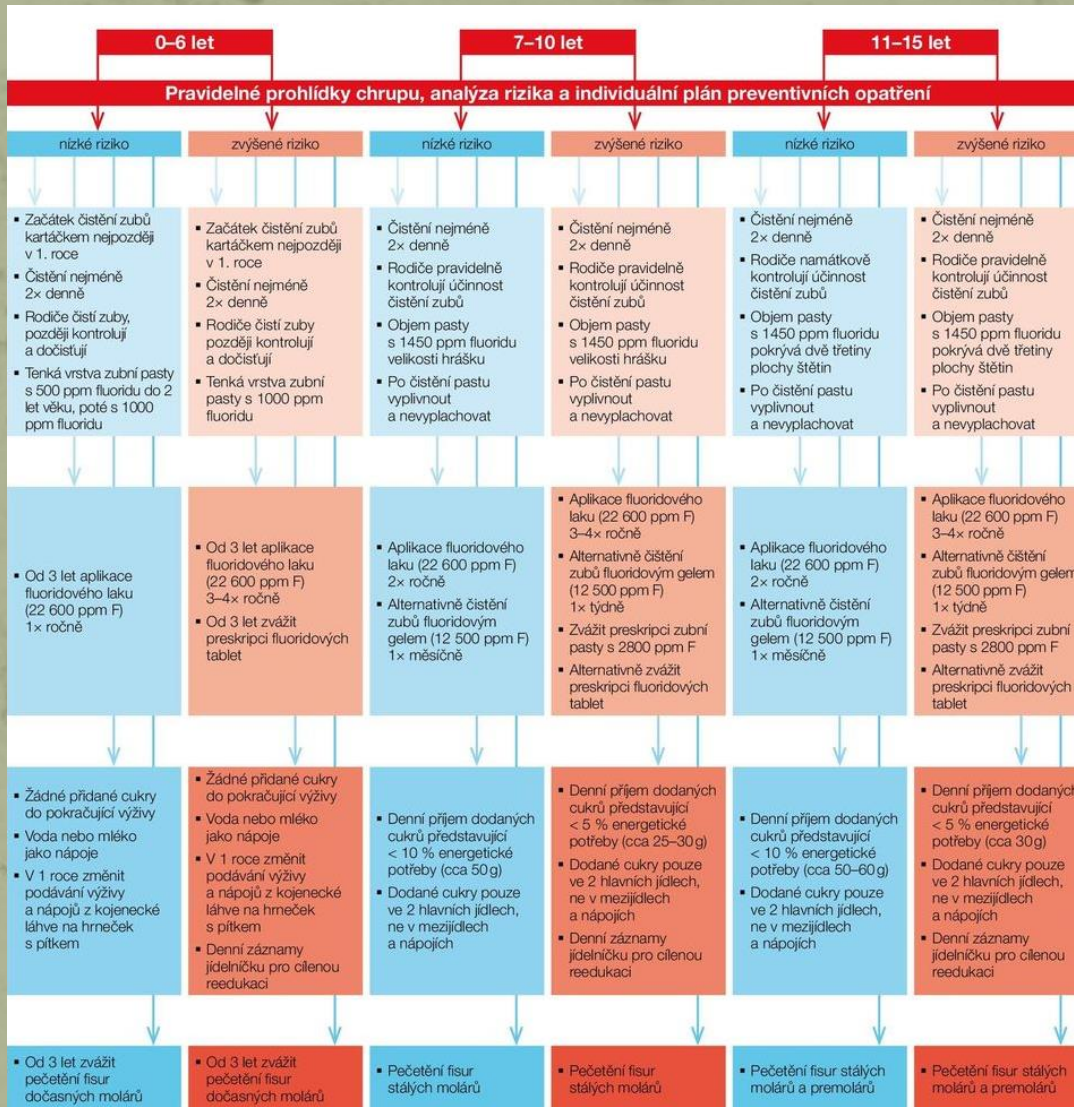 0–6 let
7–10 let
11–15 let
Pravidelné prohlídky chrupu, analýza rizika a individuální plán preventivních opatření
nízké riziko
zvýšené riziko
nízké riziko
zvýšené riziko
nízké riziko
zvýšené riziko
▪ Začátek čistění zubů
kartáčkem nejpozději
v 1. roce
▪ Čistění nejméně
2× denně
▪ Rodiče čistí zuby,
později kontrolují
a dočisťují
▪ Tenká vrstva zubní pasty
s 500 ppm fluoridu do 2
let věku, poté s 1000
ppm fluoridu
▪ Začátek čistění zubů
kartáčkem nejpozději
v 1. roce
▪ Čistění nejméně
2× denně
▪ Rodiče čistí zuby
později kontrolují
a dočisťují
▪ Tenká vrstva zubní
pasty s 1000 ppm
fluoridu
▪ Čistění nejméně
2× denně
▪ Rodiče pravidelně
kontrolují účinnost
čistění zubů
▪ Objem pasty
s 1450 ppm fluoridu
velikosti hrášku
▪ Po čistění pastu
vyplivnout
a nevyplachovat
▪ Čistění nejméně
2× denně
▪ Rodiče pravidelně
kontrolují účinnost
čistění zubů
▪ Objem pasty
s 1450 ppm fluoridu
velikosti hrášku
▪ Po čistění pastu
vyplivnout
a nevyplachovat
▪ Čistění nejméně
2× denně
▪ Rodiče namátkově
kontrolují účinnost
čistění zubů
▪ Objem pasty
s 1450 ppm fluoridu
pokrývá dvě třetiny
plochy štětin
▪ Po čistění pastu
vyplivnout
a nevyplachovat
▪ Čistění nejméně
2× denně
▪ Rodiče pravidelně
kontrolují účinnost
čistění zubů
▪ Objem pasty
s 1450 ppm fluoridu
pokrývá dvě třetiny
plochy štětin
▪ Po čistění pastu
vyplivnout
a nevyplachovat
▪ Od 3 let aplikace
fluoridového laku
(22 600 ppm F)
1× ročně
▪ Od 3 let aplikace
fluoridového laku
(22 600 ppm F)
3–4× ročně
▪ Od 3 let zvážit
preskripci fluoridových
tablet
▪ Aplikace fluoridového
laku (22 600 ppm F)
2× ročně
▪ Alternativně čistění
zubů fluoridovým
gelem (12 500 ppm F)
1× měsíčně
▪ Aplikace fluoridového
laku (22 600 ppm F)
3–4× ročně
▪ Alternativně čištění
zubů fluoridovým gelem
(12 500 ppm F)
1× týdně
▪ Zvážit preskripci zubní
pasty s 2800 ppm F
▪ Alternativně zvážit
preskripci fluoridových
tablet
▪ Aplikace fluoridového
laku (22 600 ppm F)
2× ročně
▪ Alternativně čistění
zubů fluoridovým
gelem (12 500 ppm F)
1× měsíčně
▪ Aplikace fluoridového
laku (22 600 ppm F)
3–4× ročně
▪ Alternativně čištění
zubů fluoridovým gelem
(12 500 ppm F)
1× týdně
▪ Zvážit preskripci zubní
pasty s 2800 ppm F
▪ Alternativně zvážit
preskripci fluoridových
tablet
▪ Žádné přidané cukry
do pokračující výživy
▪ Voda nebo mléko
jako nápoje
▪ V 1 roce změnit
podávání výživy
a nápojů z kojenecké
láhve na hrneček
s pítkem
▪ Žádné přidané cukry
do pokračující výživy
▪ Voda nebo mléko
jako nápoje
▪ V 1 roce změnit
podávání výživy
a nápojů z kojenecké
láhve na hrneček
s pítkem
▪ Denní záznamy
jídelníčku pro cílenou
reedukaci
▪ Denní příjem dodaných
cukrů představující
< 10 % energetické
potřeby (cca 50 g)
▪ Dodané cukry pouze
ve 2 hlavních jídlech,
ne v mezijídlech
a nápojích
▪ Denní příjem dodaných
cukrů představující
< 5 % energetické
potřeby (cca 25–30 g)
▪ Dodané cukry pouze
ve 2 hlavních jídlech,
ne v mezijídlech
a nápojích
▪ Denní záznamy
jídelníčku pro cílenou
reedukaci
▪ Denní příjem dodaných
cukrů představující
< 10 % energetické
potřeby (cca 50–60 g)
▪ Dodané cukry pouze
ve 2 hlavních jídlech,
ne v mezijídlech
a nápojích
▪ Denní příjem dodaných
cukrů představující
< 5 % energetické
potřeby (cca 30 g)
▪ Dodané cukry pouze
ve 2 hlavních jídlech,
ne v mezijídlech
a nápojích
▪ Denní záznamy
jídelníčku pro cílenou
reedukaci
▪ Od 3 let zvážit
pečetění fisur
dočasných molárů
▪ Od 3 let zvážit
pečetění fisur
dočasných molárů
▪ Pečetění fisur
stálých molárů
▪ Pečetění fisur
stálých molárů
▪ Pečetění fisur stálých
molárů a premolárů
▪ Pečetění fisur stálých
molárů a premolárů